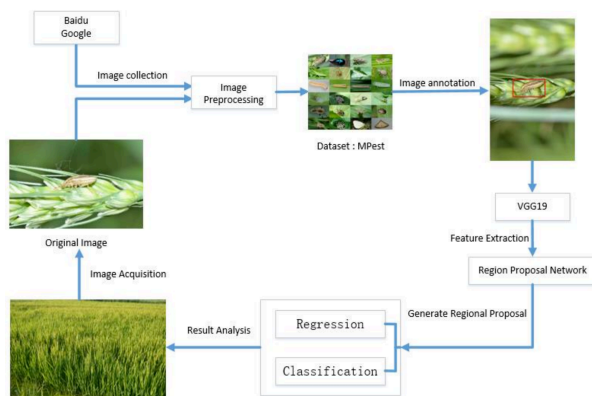 Baidu
Google
Image collection
Image
Preprocessing
Image annotation
Dataset : MPest
VGG19
Feature Extraction
Region Proposal Network
Original Image
Image Acquisition
Generate Regional Proposal
Result Analysis
Regression
Classification